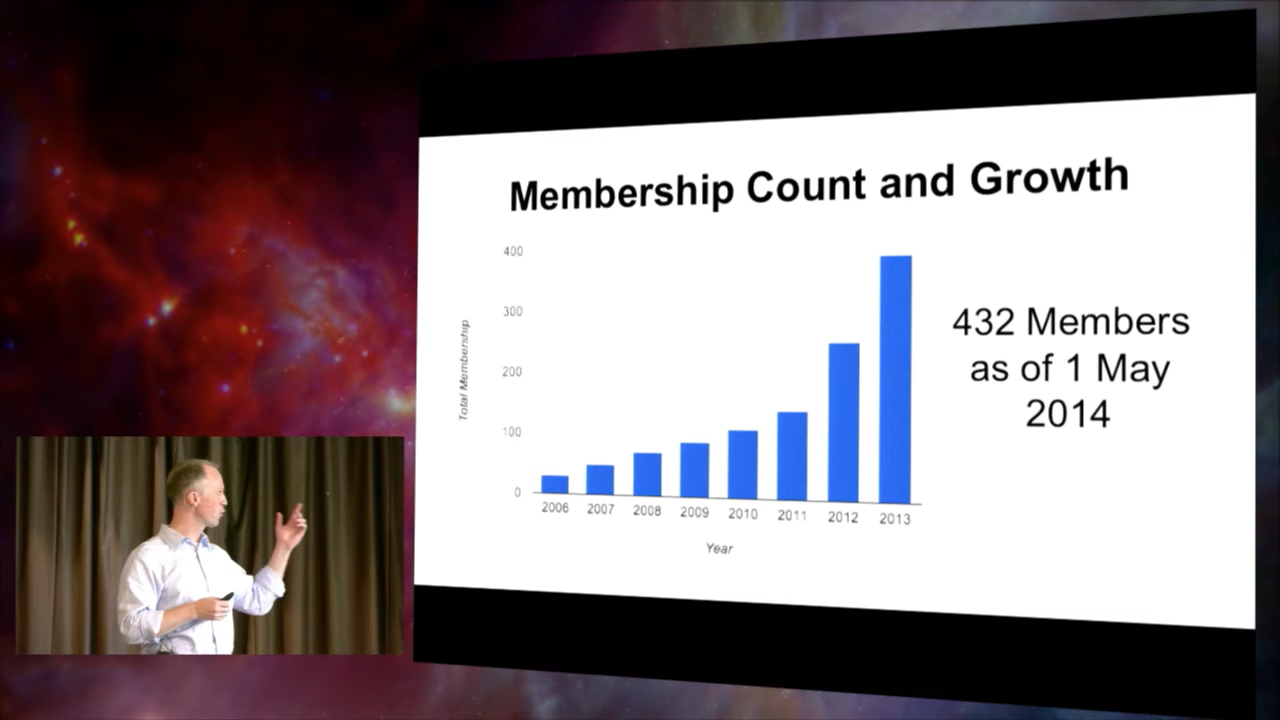 Membership Count and Growth
400
300
200
100
0
Total Membership
2006 2007 2008 2009 2010 2011 2012 2013
Year
432 Members
as of 1 May
2014